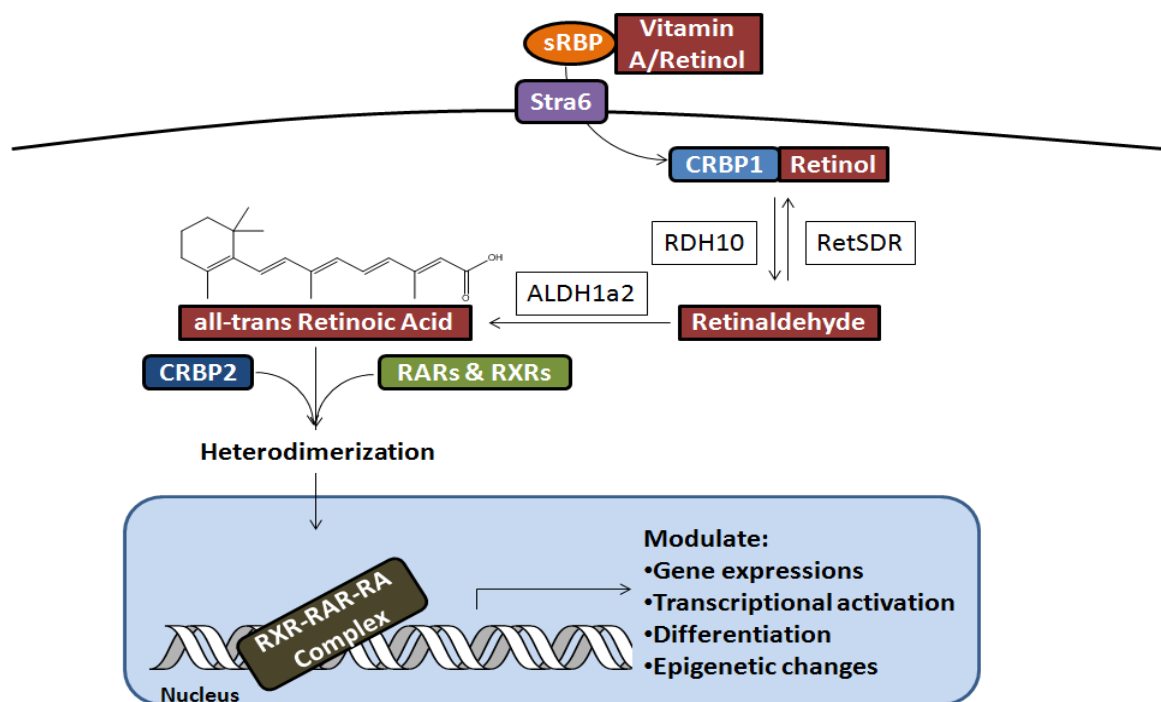 sRBP
Vitamin
A/Retinol
Stra6
CRBP1
Retinol
RDH10
RetSDR
OH
O
ALDH1a2
all-trans Retinoic Acid
Retinaldehyde
CRBP2
RARs & RXRs
Heterodimerization
RXR-RAR-RA
Complex
Modulate:
•Gene expressions
•Transcriptional activation
•Differentiation
•Epigenetic changes
Nucleus